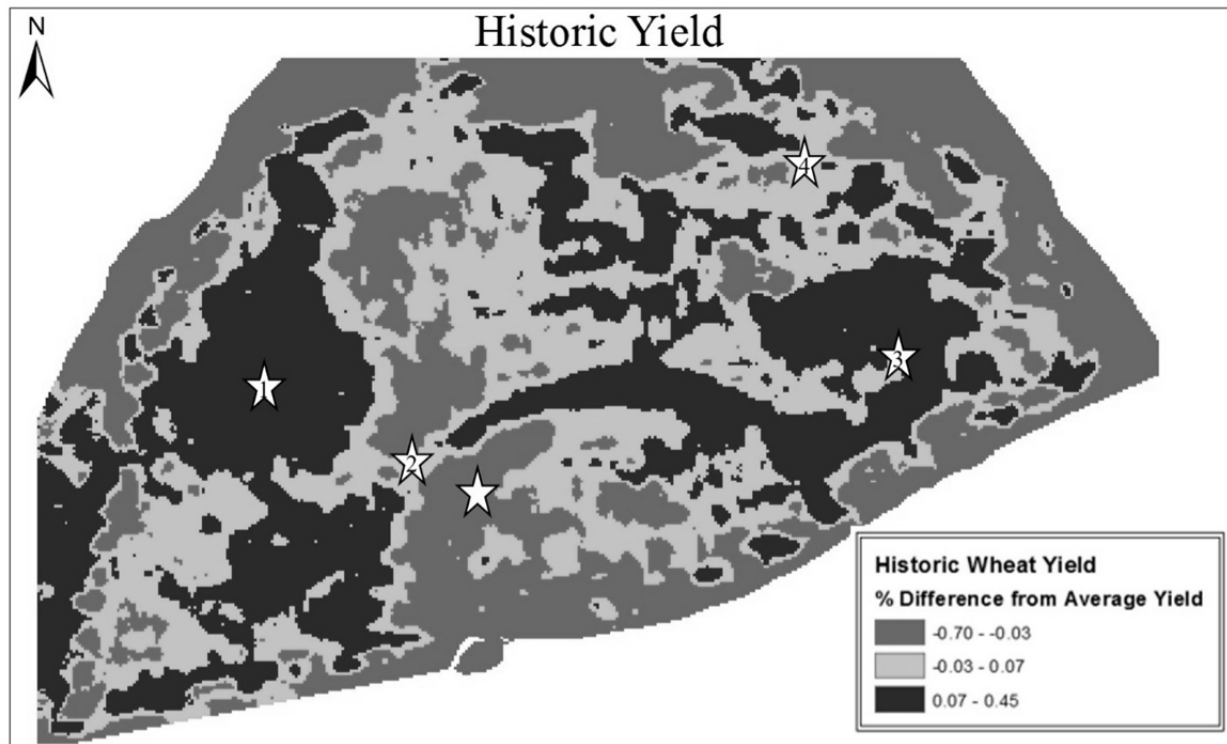 N
Historic Yield
4
3
1
2
Historic Wheat Yield
% Difference from Average Yield
-0.70 - -0.03
-0.03 - 0.07
0.07 - 0.45